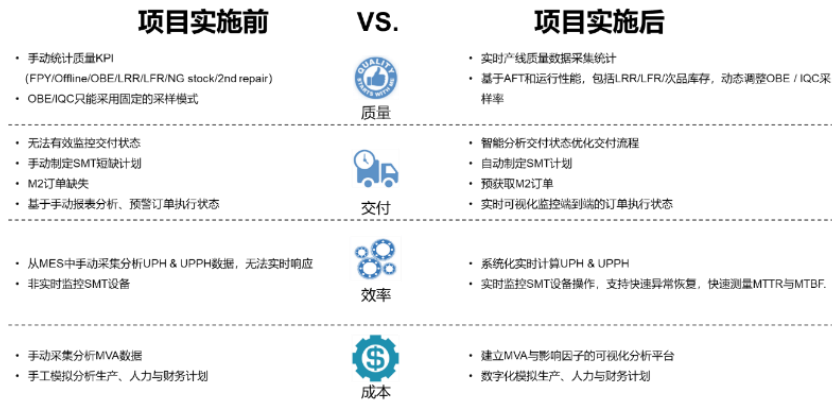 项目实施前
VS.
项目实施后
• 手动统计质量KPI
(FPY/Offline/OBE/LRR/LFR/NG stock/2nd repair)
• OBE/IQC只能采用固定的采样模式
QUALITY
STARTS WITH ME
质量
• 实时产线质量数据采集统计
• 基于AFT和运行性能，包括LRR/LFR/次品库存，动态调整OBE / IQC采
样率
• 无法有效监控交付状态
• 手动制定SMT短缺计划
• M2订单缺失
• 基于手动报表分析、预警订单执行状态
交付
• 智能分析交付状态优化交付流程
• 自动制定SMT计划
• 预获取M2订单
• 实时可视化监控端到端的订单执行状态
• 从MES中手动采集分析UPH & UPPH数据，无法实时响应
• 非实时监控SMT设备
效率
• 系统化实时计算UPH & UPPH
• 实时监控SMT设备操作，支持快速异常恢复，快速测量MTTR与MTBF.
• 手动采集分析MVA数据
• 手工模拟分析生产、人力与财务计划
$
成本
• 建立MVA与影响因子的可视化分析平台
• 数字化模拟生产、人力与财务计划